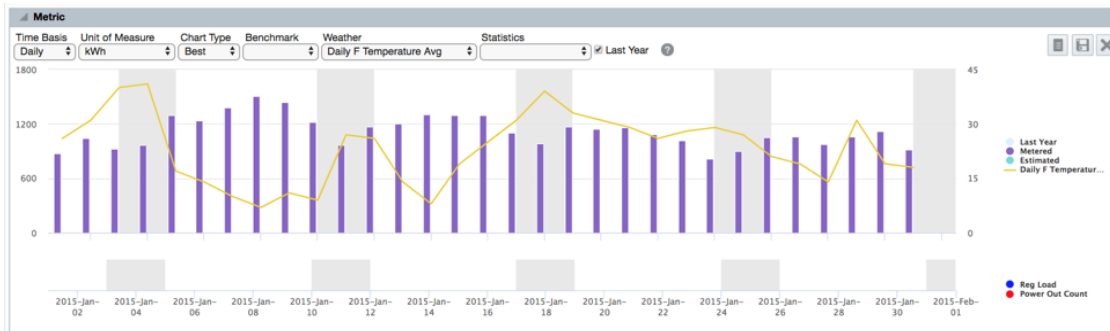 Metric
Time Basis Unit of Measure Chart Type Benchmark Weather Statistics
Daily kWh Best Daily F Temperature Avg Last Year ?
1800 45
1200 30
600 15
0 0
Last Year
Metered
Estimated
Daily F Temperatur...
2015-Jan-02 2015-Jan-04 2015-Jan-06 2015-Jan-08 2015-Jan-10 2015-Jan-12 2015-Jan-14 2015-Jan-16 2015-Jan-18 2015-Jan-20 2015-Jan-22 2015-Jan-24 2015-Jan-26 2015-Jan-28 2015-Jan-30 2015-Feb-01
Reg Load
Power Out Count